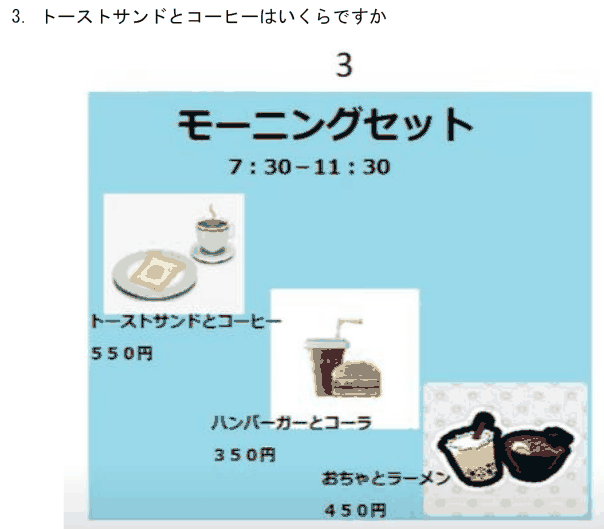 3. トーストサンドとコーヒーはいくらですか
3
モーニングセット
7：30－11：30
トーストサンドとコーヒー
５５０円
ハンバーガーとコーラ
３５０円
おちゃとラーメン
４５０円